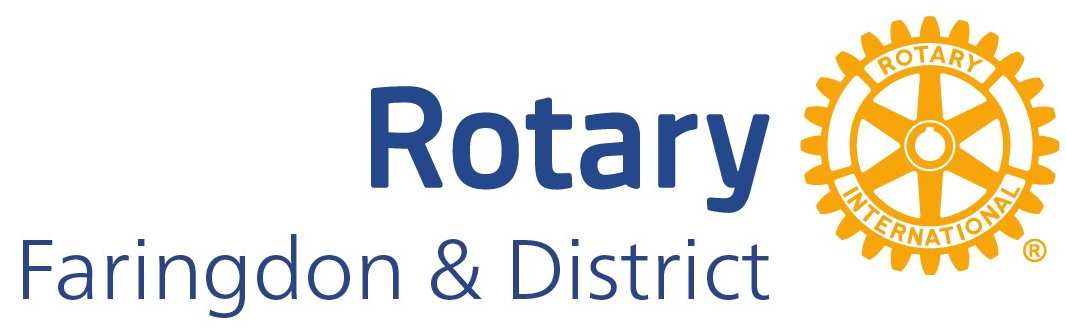 Rotary
Faringdon & District
ROTARY
INTERNATIONAL
®